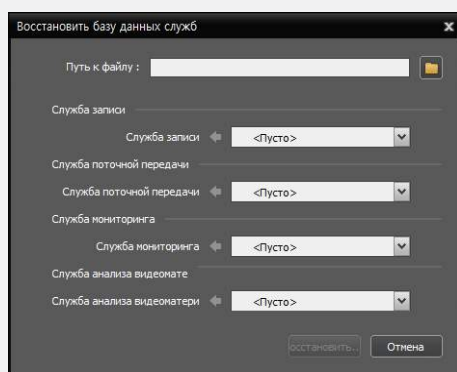 Восстановить базу данных служб
Путь к файлу :
Служба записи
Служба записи <Пусто>
Служба поточной передачи
Служба поточной передачи <Пусто>
Служба мониторинга
Служба мониторинга <Пусто>
Служба анализа видеомате
Служба анализа видеоматери <Пусто>
осстановить.. Отмена